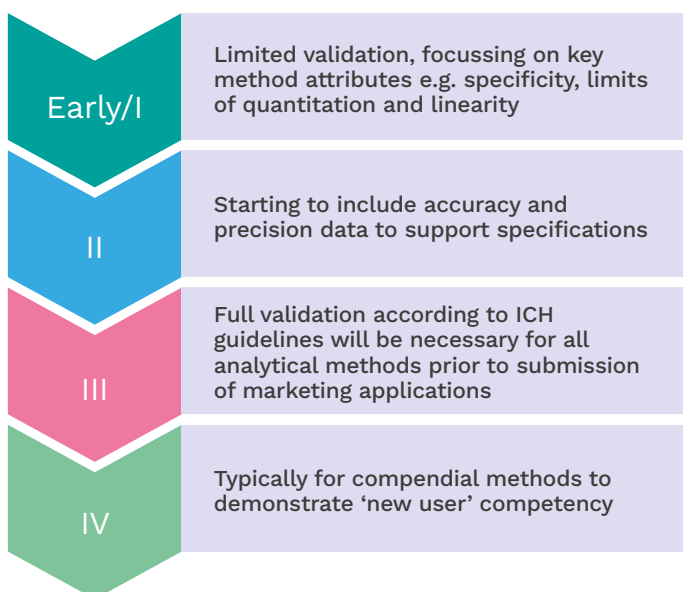 Early/I
Limited validation, focussing on key
method attributes e.g. specificity, limits
of quantitation and linearity
II
Starting to include accuracy and
precision data to support specifications
III
Full validation according to ICH
guidelines will be necessary for all
analytical methods prior to submission
of marketing applications
IV
Typically for compendial methods to
demonstrate ‘new user’ competency